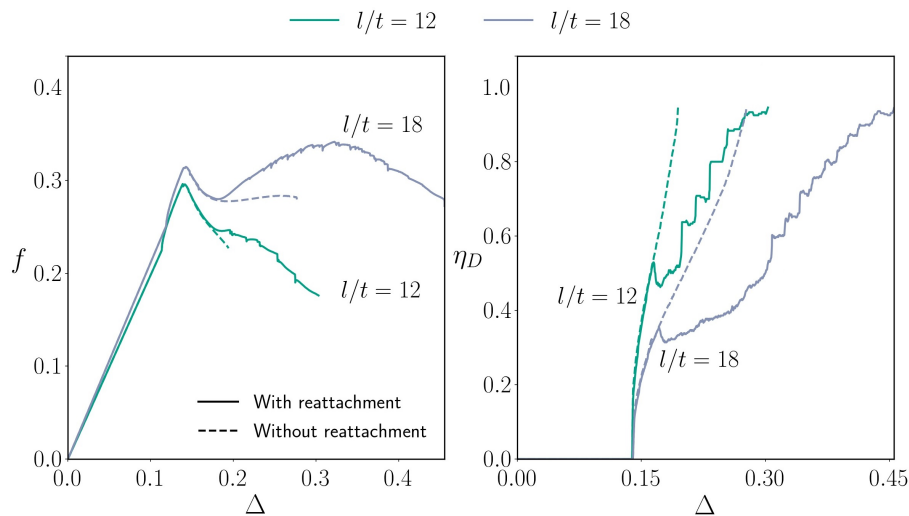 l/t = 12 l/t = 18
f
0.4
0.3
0.2
0.1
0.0
l/t = 18
l/t = 12
With reattachment
Without reattachment
0.0 0.1 0.2 0.3 0.4
Δ
η_D
1.0
0.8
0.6
0.4
0.2
0.0
l/t = 12
l/t = 18
0.00 0.15 0.30 0.45
Δ